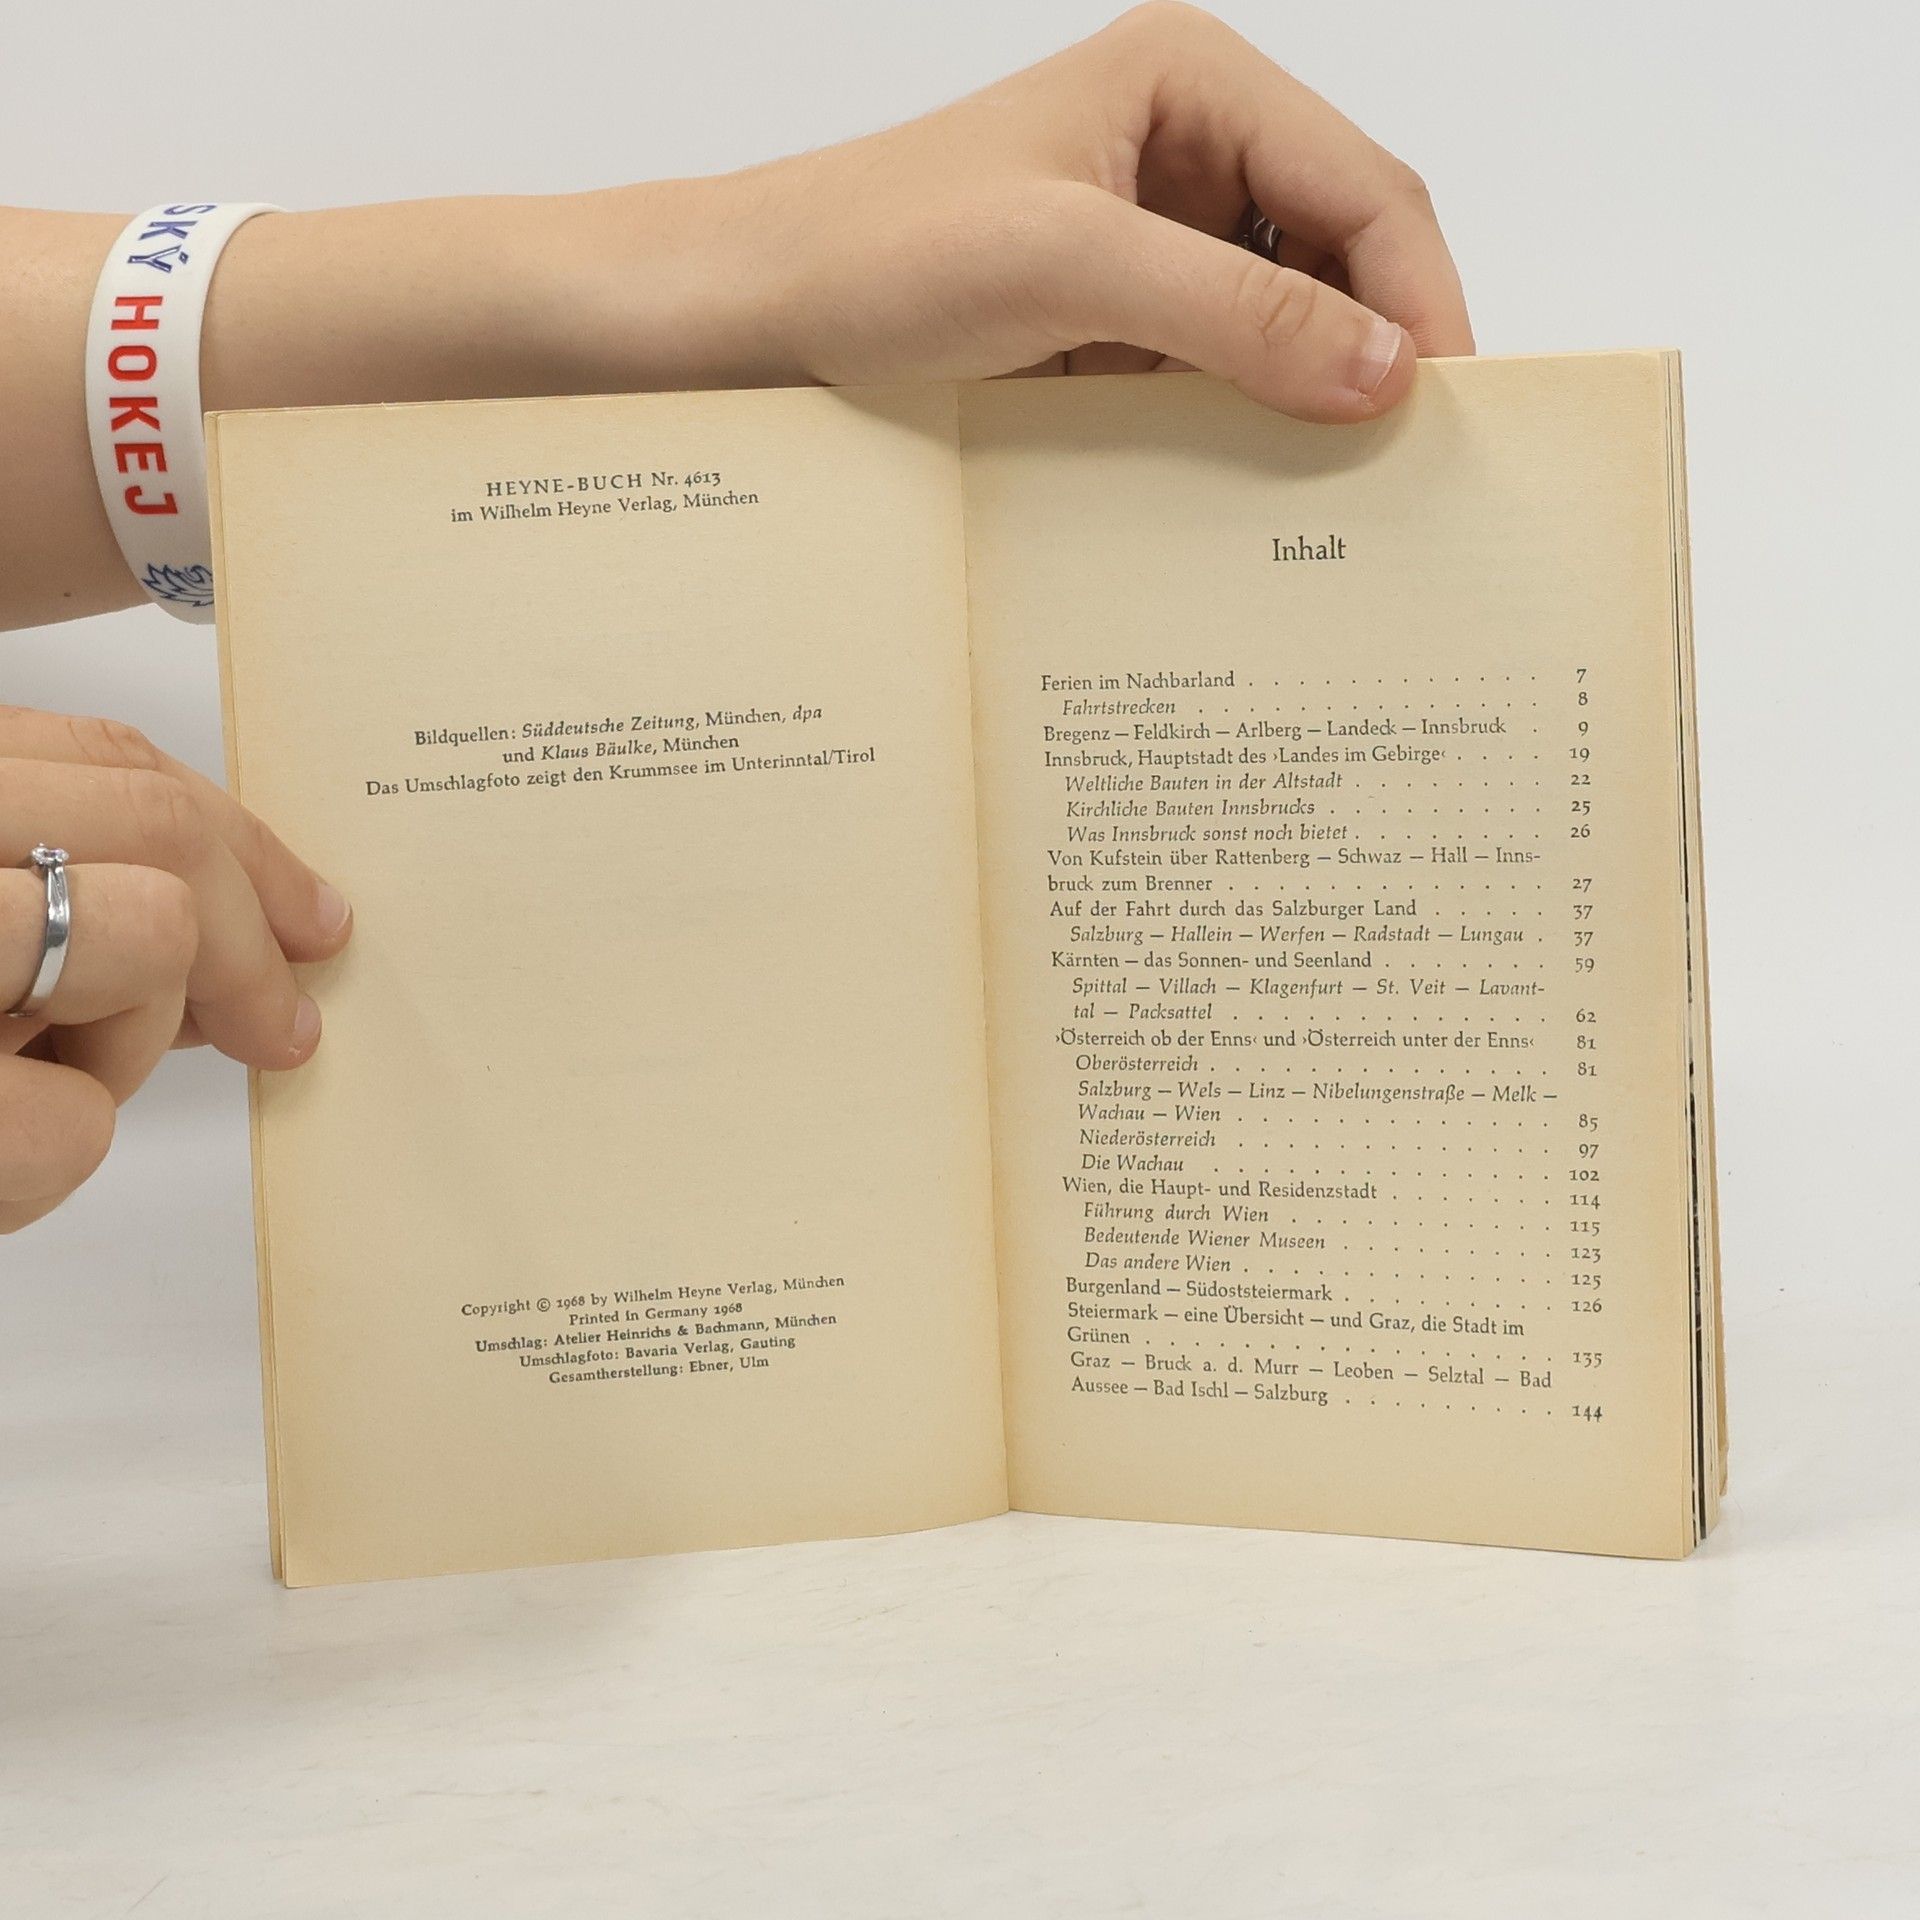 SKÝ HOKEJ
HEYNE-BUCH Nr. 4613
im Wilhelm Heyne Verlag, München
Bildquellen: Süddeutsche Zeitung, München, dpa
und Klaus Bäulke, München
Das Umschlagfoto zeigt den Krummsee im Unterinntal/Tirol
Copyright © 1968 by Wilhelm Heyne Verlag, München
Printed in Germany 1968
Umschlag: Atelier Heinrichs & Bachmann, München
Umschlagfoto: Bavaria Verlag, Gauting
Gesamtherstellung: Ebner, Ulm
Inhalt
Ferien im Nachbarland . . . . . . . . . . . . 7
Fahrtstrecken . . . . . . . . . . . . . . 8
Bregenz – Feldkirch – Arlberg – Landeck – Innsbruck . 9
Innsbruck, Hauptstadt des ›Landes im Gebirge‹ . . . . 19
Weltliche Bauten in der Altstadt . . . . . . . . 22
Kirchliche Bauten Innsbrucks . . . . . . . . . 25
Was Innsbruck sonst noch bietet . . . . . . . . 26
Von Kufstein über Rattenberg – Schwaz – Hall – Inns-
bruck zum Brenner . . . . . . . . . . . . . 27
Auf der Fahrt durch das Salzburger Land . . . . . 37
Salzburg – Hallein – Werfen – Radstadt – Lungau . 37
Kärnten – das Sonnen- und Seenland . . . . . . . 59
Spittal – Villach – Klagenfurt – St. Veit – Lavant-
tal – Packsattel . . . . . . . . . . . . . 62
›Österreich ob der Enns‹ und ›Österreich unter der Enns‹ 81
Oberösterreich . . . . . . . . . . . . . . 81
Salzburg – Wels – Linz – Nibelungenstraße – Melk –
Wachau – Wien . . . . . . . . . . . . . 85
Niederösterreich . . . . . . . . . . . . . 97
Die Wachau . . . . . . . . . . . . . . 102
Wien, die Haupt- und Residenzstadt . . . . . . . 114
Führung durch Wien . . . . . . . . . . . 115
Bedeutende Wiener Museen . . . . . . . . . 123
Das andere Wien . . . . . . . . . . . . . 125
Burgenland – Südoststeiermark . . . . . . . . . 126
Steiermark – eine Übersicht – und Graz, die Stadt im
Grünen . . . . . . . . . . . . . . . . . 135
Graz – Bruck a. d. Murr – Leoben – Selztal – Bad
Aussee – Bad Ischl – Salzburg . . . . . . . . . 144